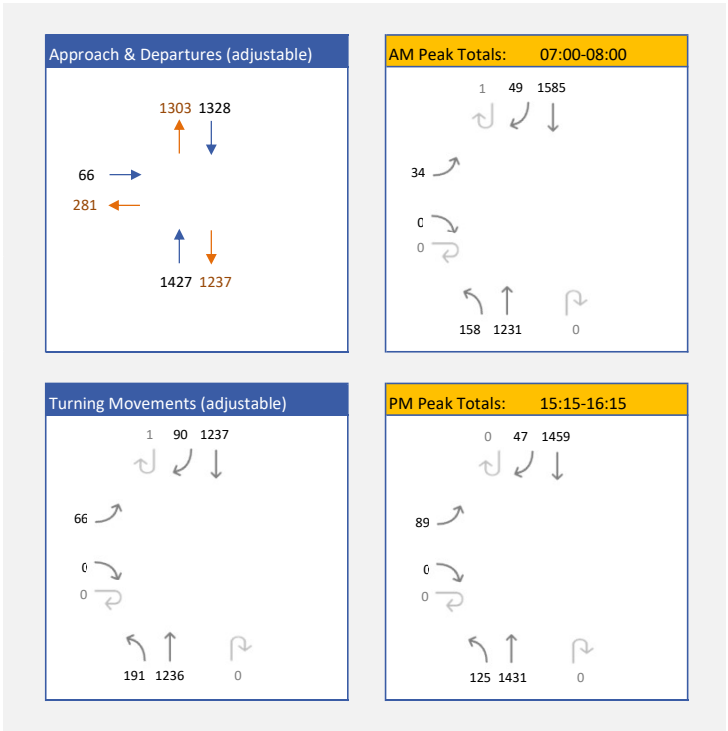 Approach & Departures (adjustable)
1303 1328
66
281
1427 1237
AM Peak Totals: 07:00-08:00
1 49 1585
34
0
0
158 1231 0
Turning Movements (adjustable)
1 90 1237
66
0
0
191 1236 0
PM Peak Totals: 15:15-16:15
0 47 1459
89
0
0
125 1431 0